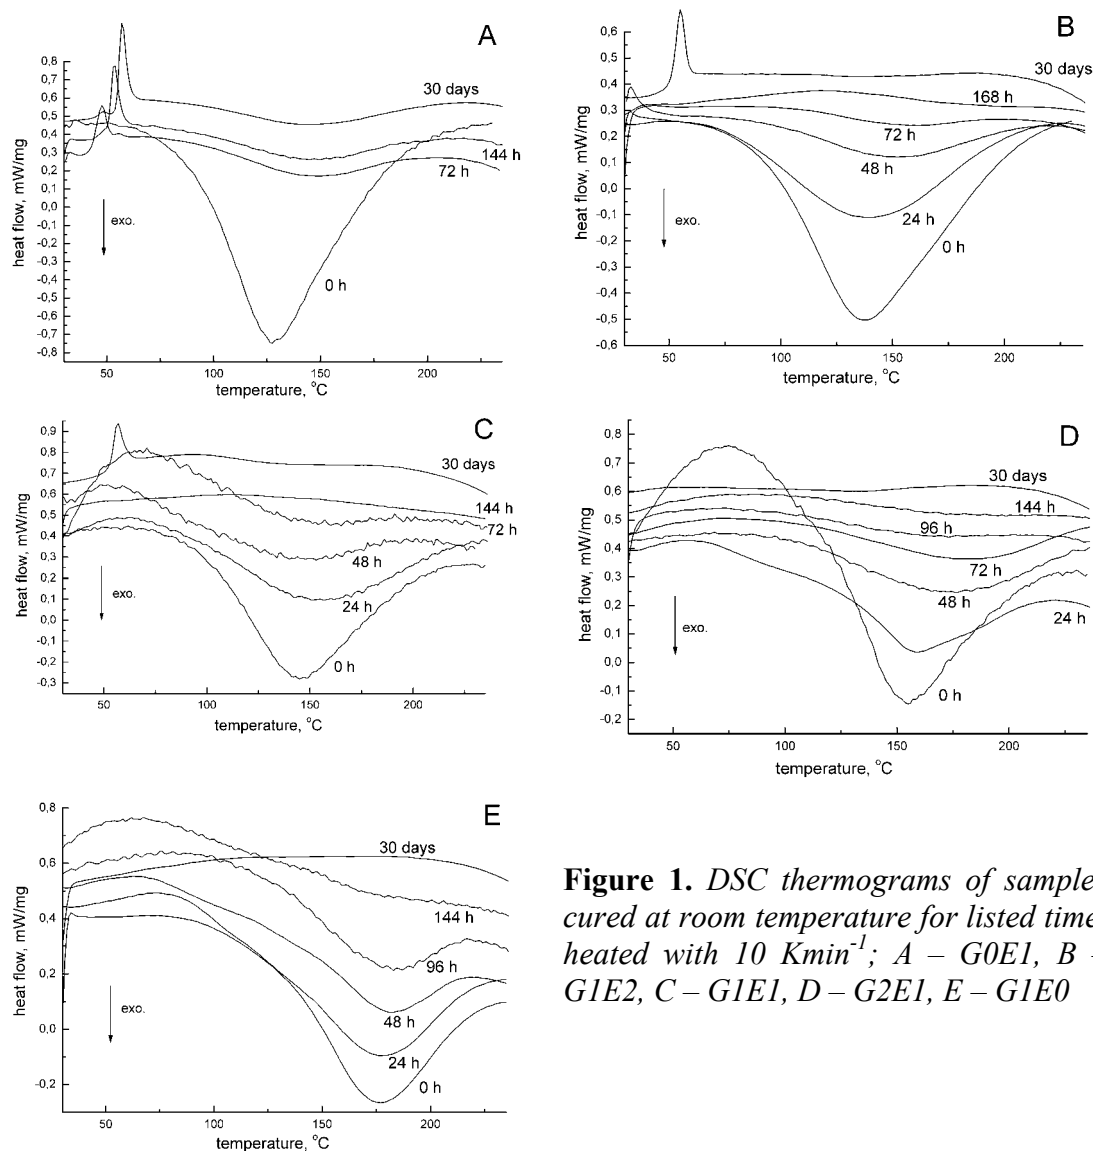 A
0,8
0,7
0,6
0,5
0,4
0,3
0,2
0,1
0,0
-0,1
-0,2
-0,3
-0,4
-0,5
-0,6
-0,7
-0,8
heat flow, mW/mg
exo.
30 days
144 h
72 h
0 h
50 100 150 200
temperature, °C
B
0,6
0,5
0,4
0,3
0,2
0,1
0,0
-0,1
-0,2
-0,3
-0,4
-0,5
-0,6
heat flow, mW/mg
exo.
30 days
168 h
72 h
48 h
24 h
0 h
50 100 150 200
temperature, °C
C
0,9
0,8
0,7
0,6
0,5
0,4
0,3
0,2
0,1
0,0
-0,1
-0,2
-0,3
heat flow, mW/mg
exo.
30 days
144 h
72 h
48 h
24 h
0 h
50 100 150 200
temperature, °C
D
0,8
0,7
0,6
0,5
0,4
0,3
0,2
0,1
0,0
-0,1
-0,2
heat flow, mW/mg
exo.
30 days
144 h
96 h
72 h
48 h
24 h
0 h
50 100 150 200
temperature, °C
E
0,8
0,6
0,4
0,2
0,0
-0,2
heat flow, mW/mg
exo.
30 days
144 h
96 h
48 h
24 h
0 h
50 100 150 200
temperature, °C
Figure 1. DSC thermograms of sample
cured at room temperature for listed time
heated with 10 Kmin-1; A – G0E1, B –
G1E2, C – G1E1, D – G2E1, E – G1E0